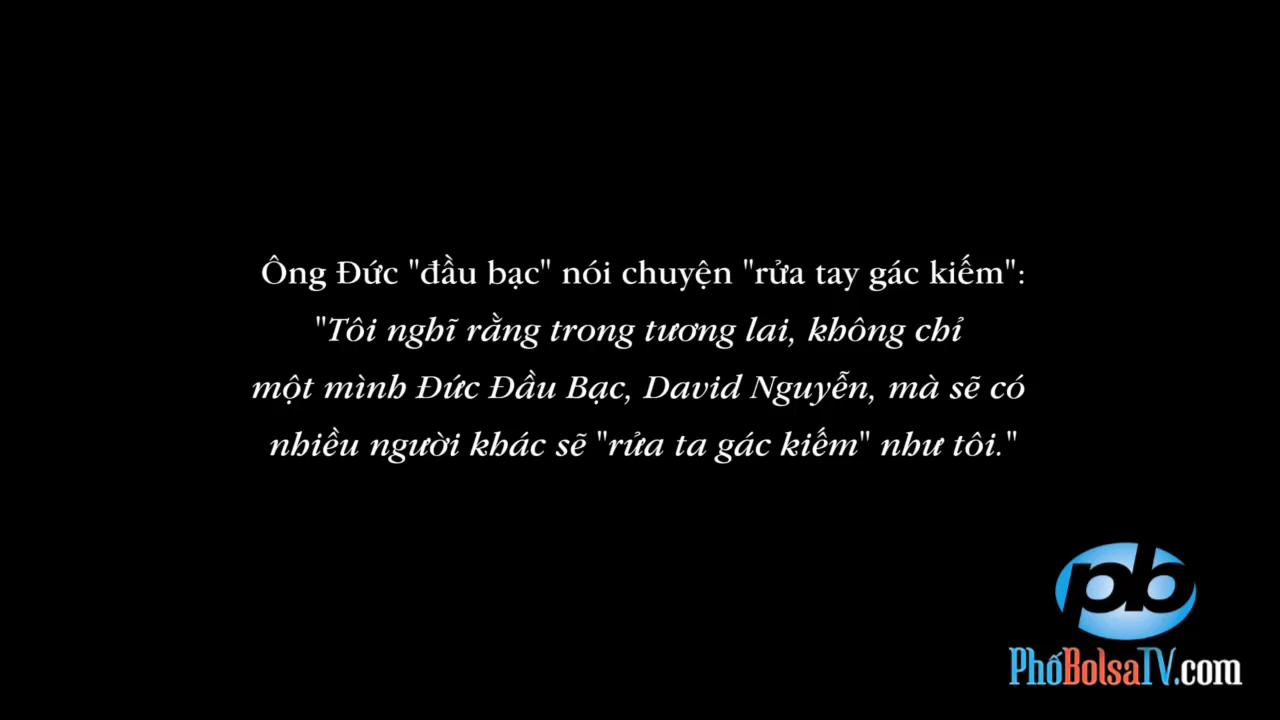 Ông Đức "đầu bạc" nói chuyện "rửa tay gác kiếm":
"Tôi nghĩ rằng trong tương lai, không chỉ
một mình Đức Đầu Bạc, David Nguyễn, mà sẽ có
nhiều người khác sẽ "rửa ta gác kiếm" như tôi."
pb
PhốBolsaTV.com